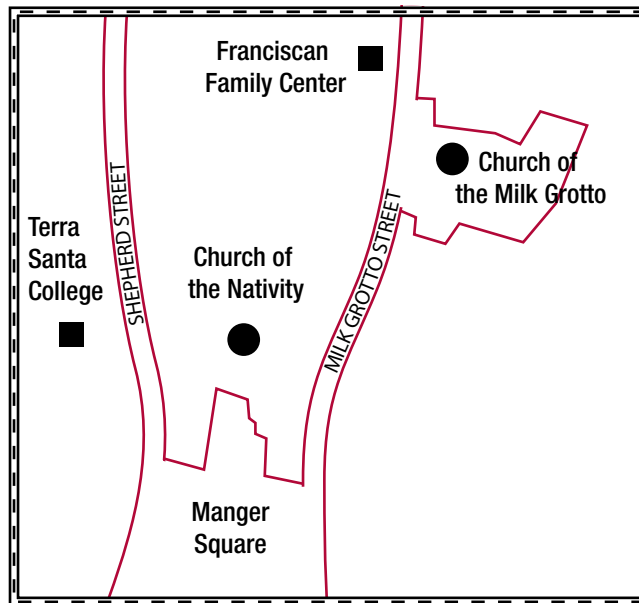 Franciscan
Family Center
Church of
the Milk Grotto
SHEPHERD STREET
MILK GROTTO STREET
Terra
Santa
College
Church of
the Nativity
Manger
Square